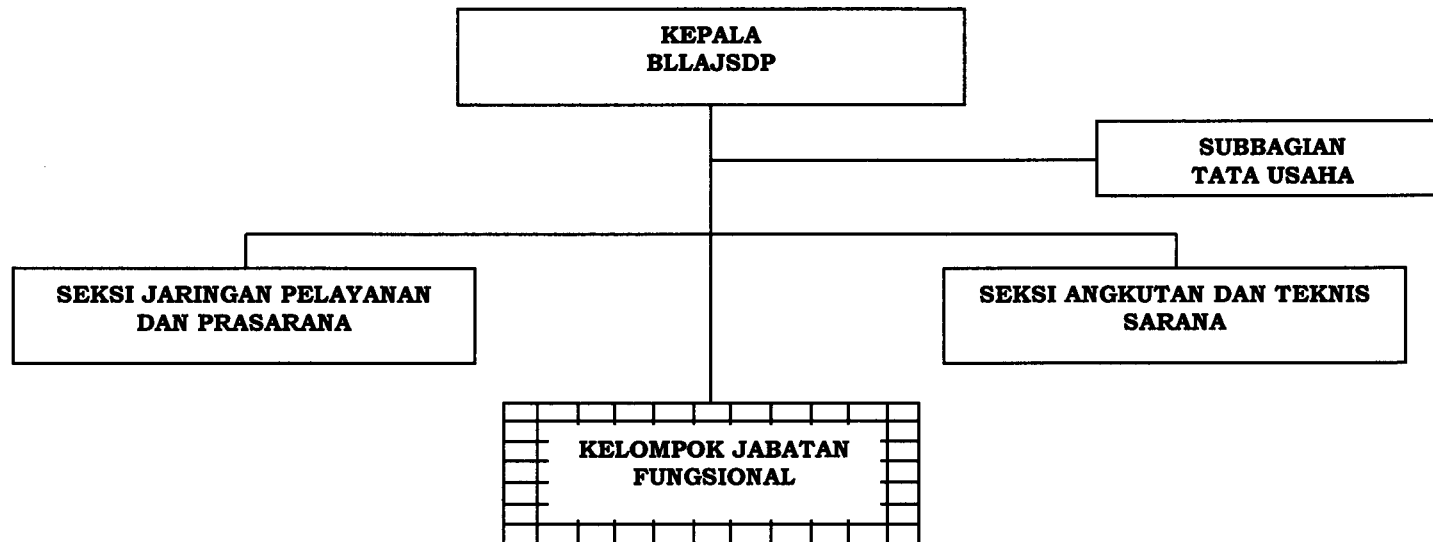 KEPALA
BLLAJSDP
SUBBAGIAN
TATA USAHA
SEKSI JARINGAN PELAYANAN
DAN PRASARANA
SEKSI ANGKUTAN DAN TEKNIS
SARANA
KELOMPOK JABATAN
FUNGSIONAL